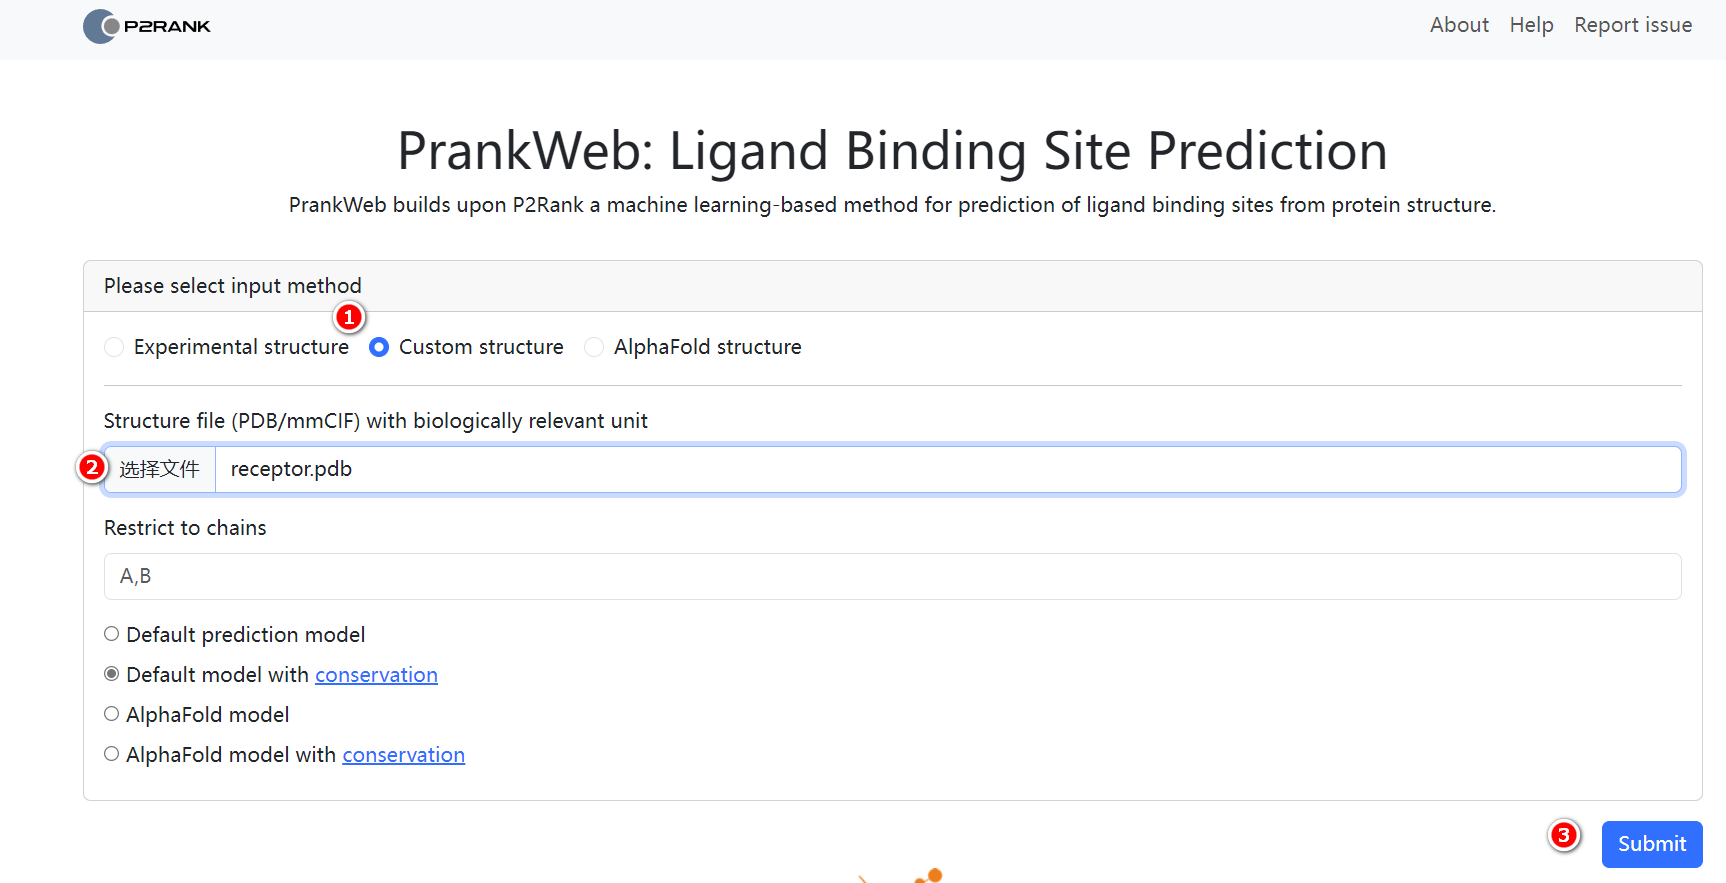 P2RANK
About Help Report issue
PrankWeb: Ligand Binding Site Prediction
PrankWeb builds upon P2Rank a machine learning-based method for prediction of ligand binding sites from protein structure.
Please select input method
1
Experimental structure Custom structure AlphaFold structure
Structure file (PDB/mmCIF) with biologically relevant unit
2 选择文件 receptor.pdb
Restrict to chains
A,B
Default prediction model
Default model with conservation
AlphaFold model
AlphaFold model with conservation
3 Submit